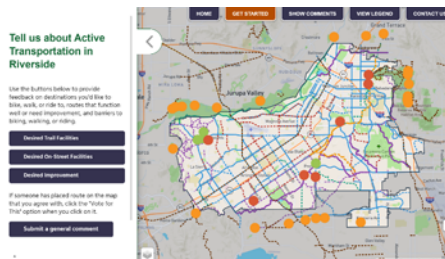 HOME
GET STARTED
SHOW COMMENTS
VIEW LEGEND
CONTACT US
Tell us about Active
Transportation in
Riverside
Use the buttons below to provide
feedback on destinations you'd like to
bike, walk, or ride to, routes that function
well or need improvement, and barriers to
biking, walking, or riding.
Desired Trail Facilities
Desired On-Street Facilities
Desired Improvement
If someone has placed route on the map
that you agree with, click the "Vote for
This" option when you click on it.
Submit a general comment
Grand Terrace
Jurupa Valley